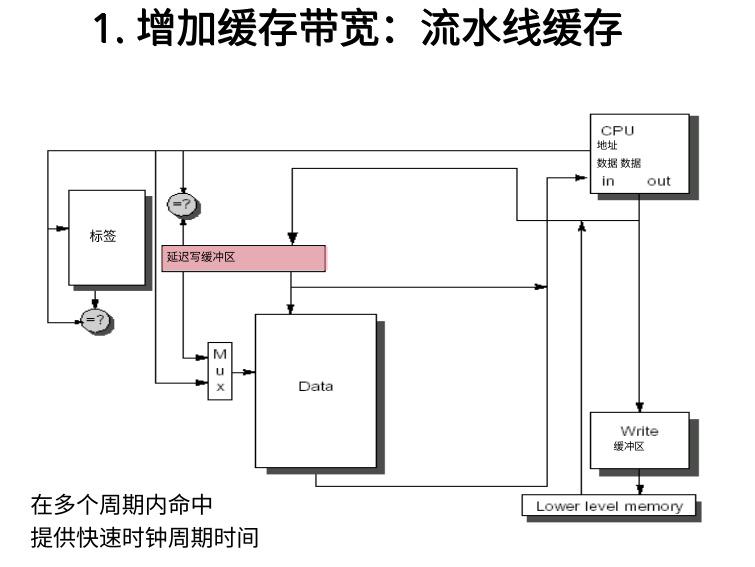 1. 增加缓存带宽：流水线缓存
CPU
地址
数据 数据
in out
=?
标签
延迟写缓冲区
=?
M
u
x
Data
Write
缓冲区
Lower level memory
在多个周期内命中
提供快速时钟周期时间